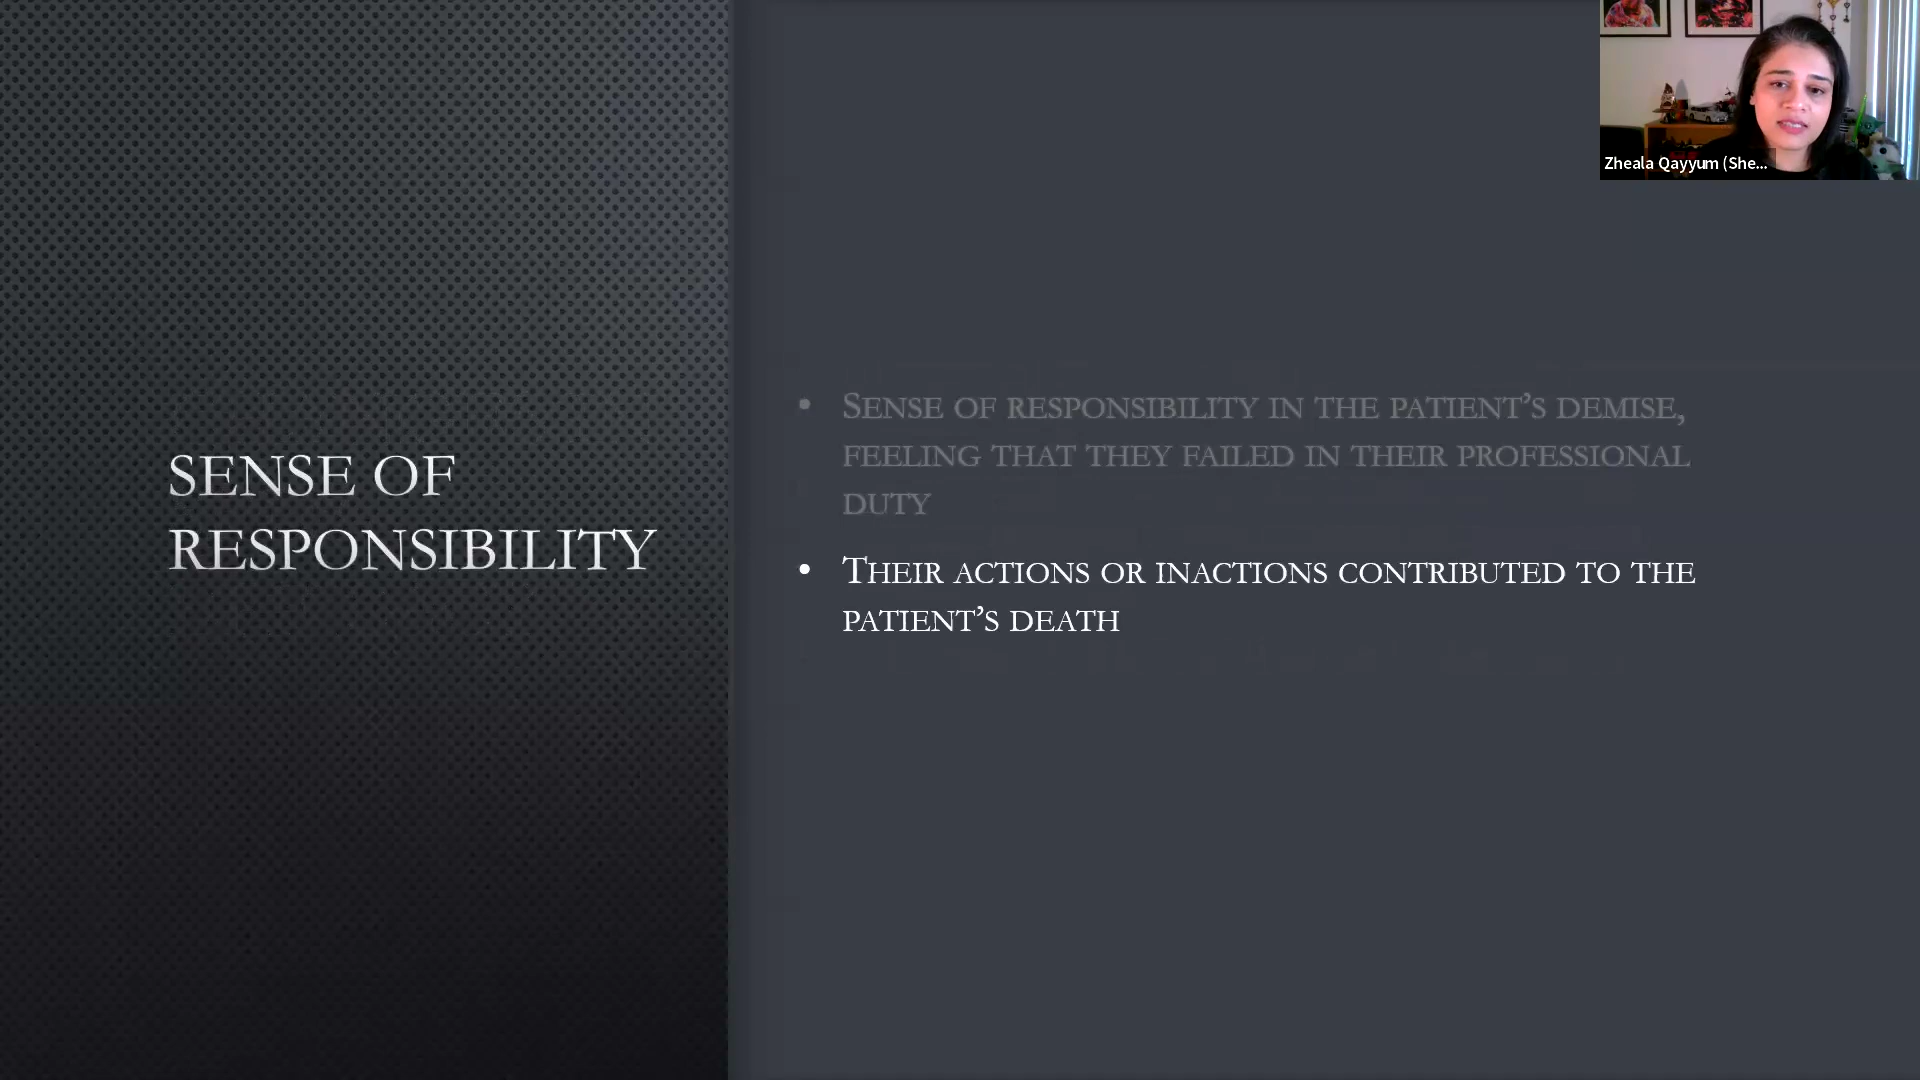 Zheala Qayyum (She...
SENSE OF
RESPONSIBILITY
• SENSE OF RESPONSIBILITY IN THE PATIENT’S DEMISE,
FEELING THAT THEY FAILED IN THEIR PROFESSIONAL
DUTY
• THEIR ACTIONS OR INACTIONS CONTRIBUTED TO THE
PATIENT’S DEATH